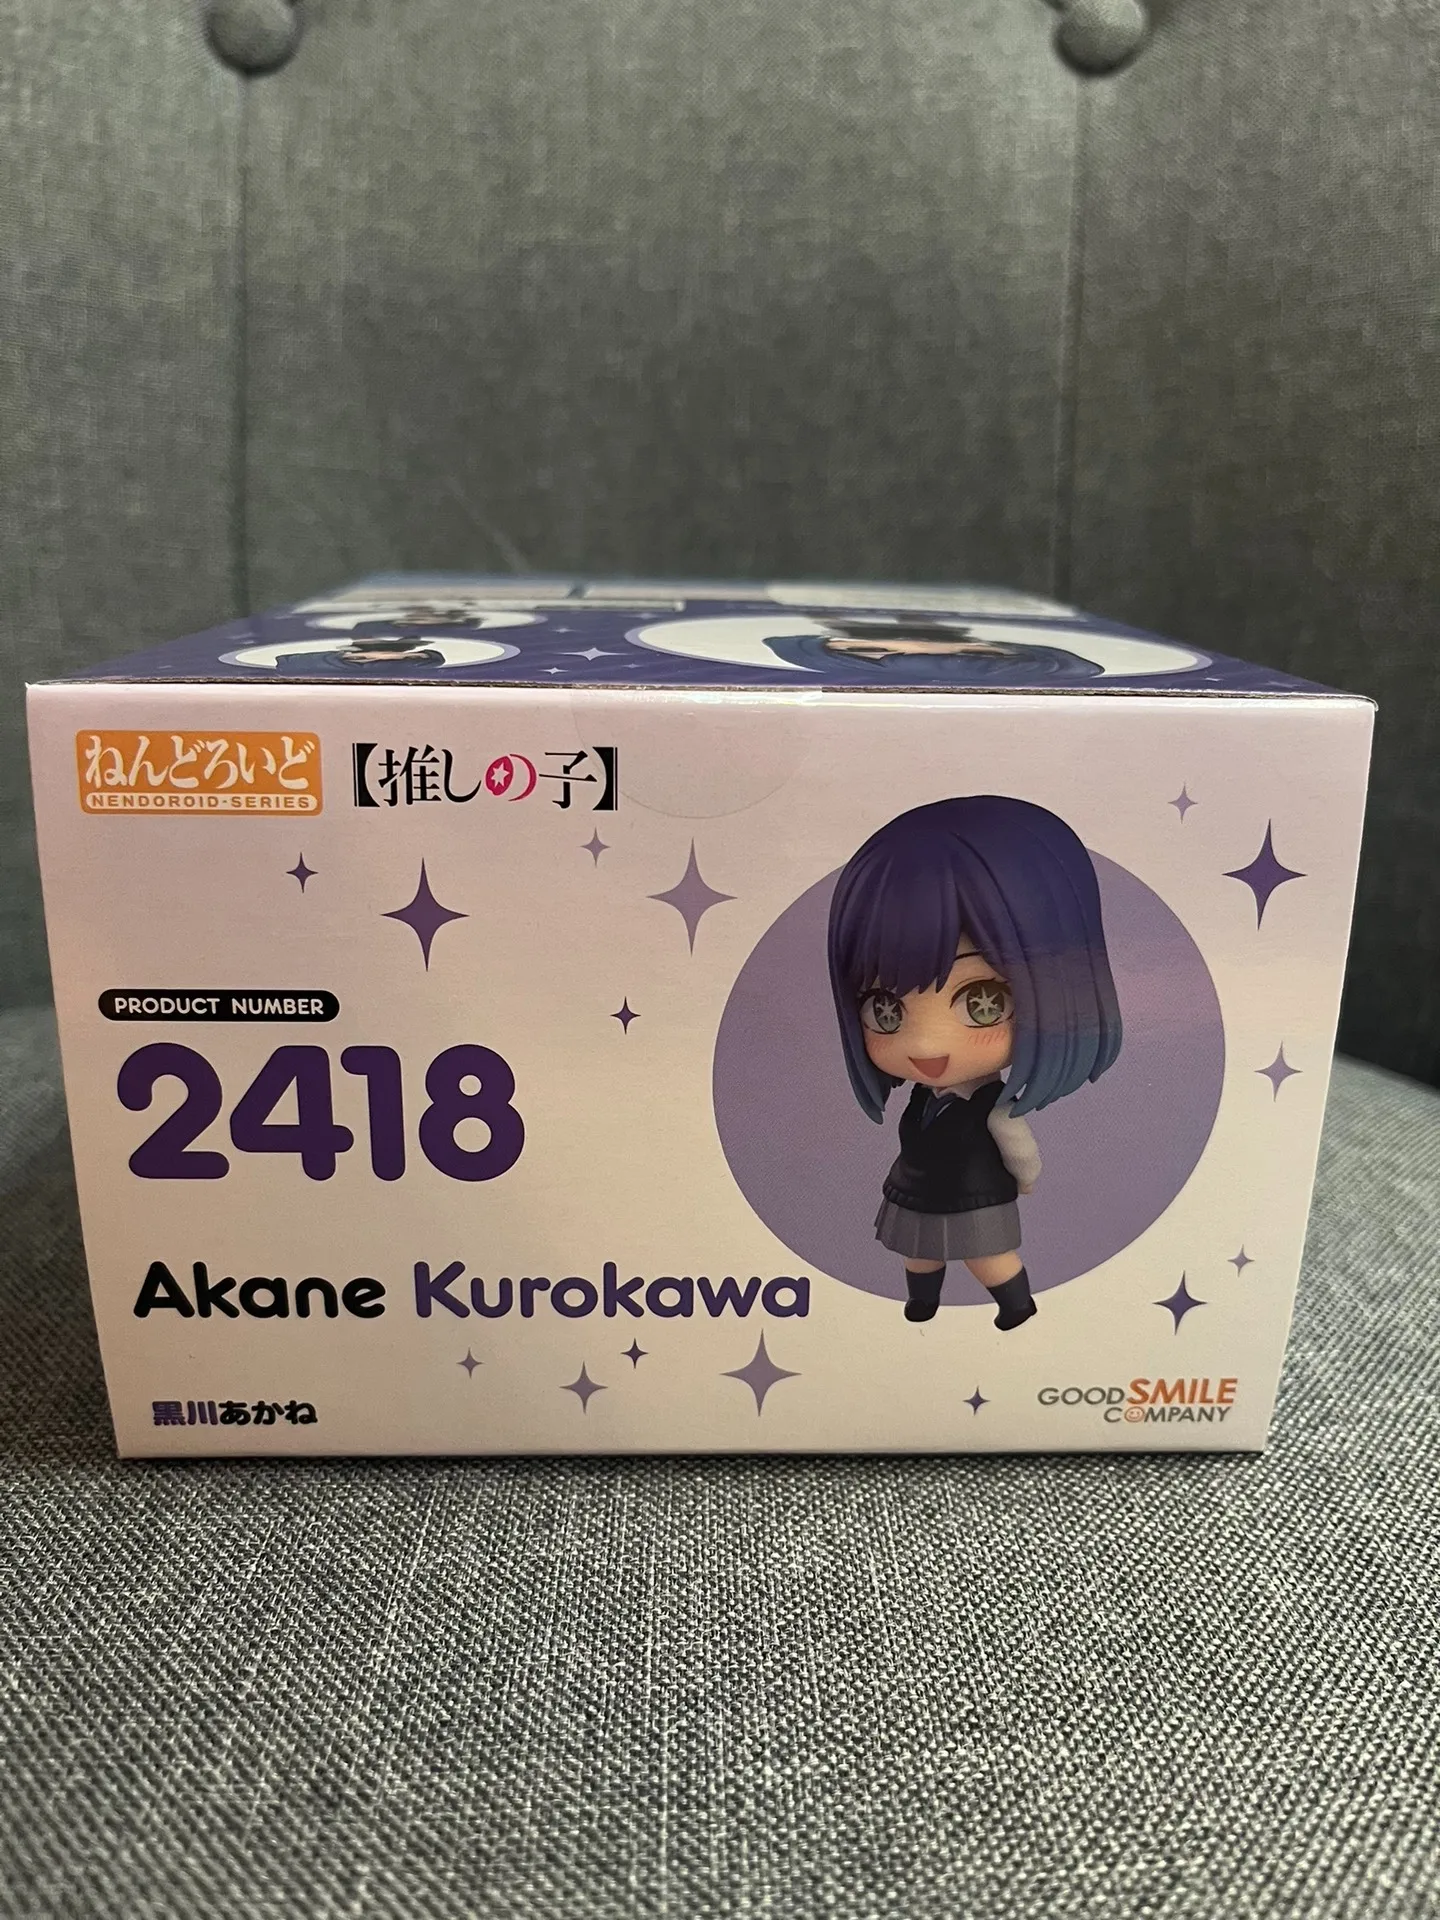 ねんどろいど
NENDOROID·SERIES
【推しの子】
PRODUCT NUMBER
2418
Akane Kurokawa
黒川あかね
GOOD SMILE
COMPANY